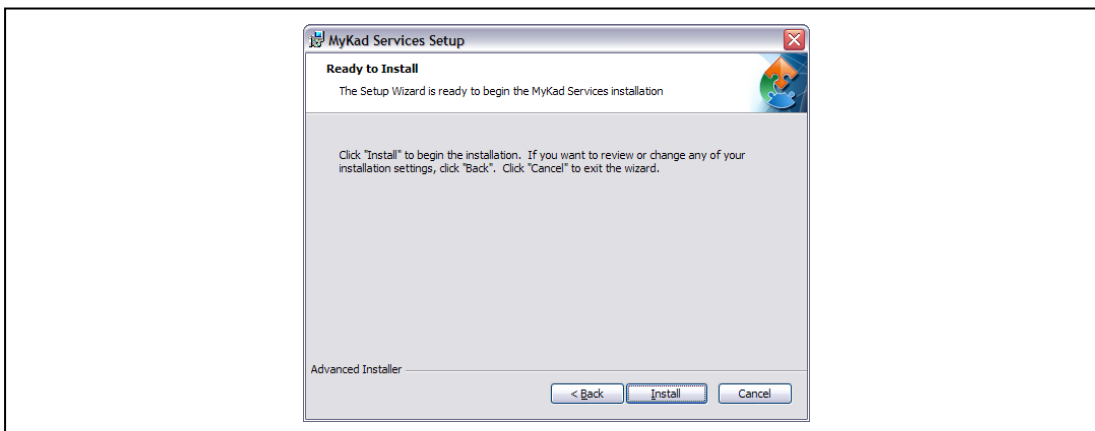 MyKad Services Setup
Ready to Install
The Setup Wizard is ready to begin the MyKad Services installation
Click "Install" to begin the installation. If you want to review or change any of your
installation settings, click "Back". Click "Cancel" to exit the wizard.
Advanced Installer
< Back Install Cancel